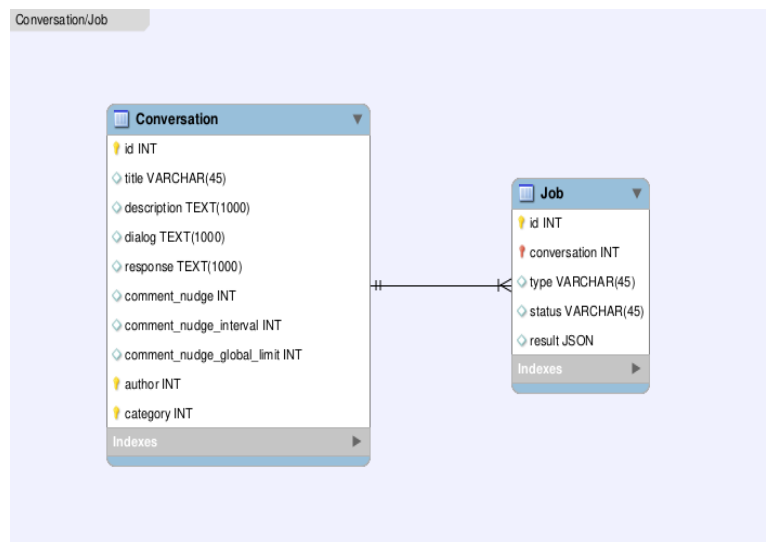 Conversation/Job
Conversation
id INT
title VARCHAR(45)
description TEXT(1000)
dialog TEXT(1000)
response TEXT(1000)
comment_nudge INT
comment_nudge_interval INT
comment_nudge_global_limit INT
author INT
category INT
Indexes
Job
id INT
conversation INT
type VARCHAR(45)
status VARCHAR(45)
result JSON
Indexes